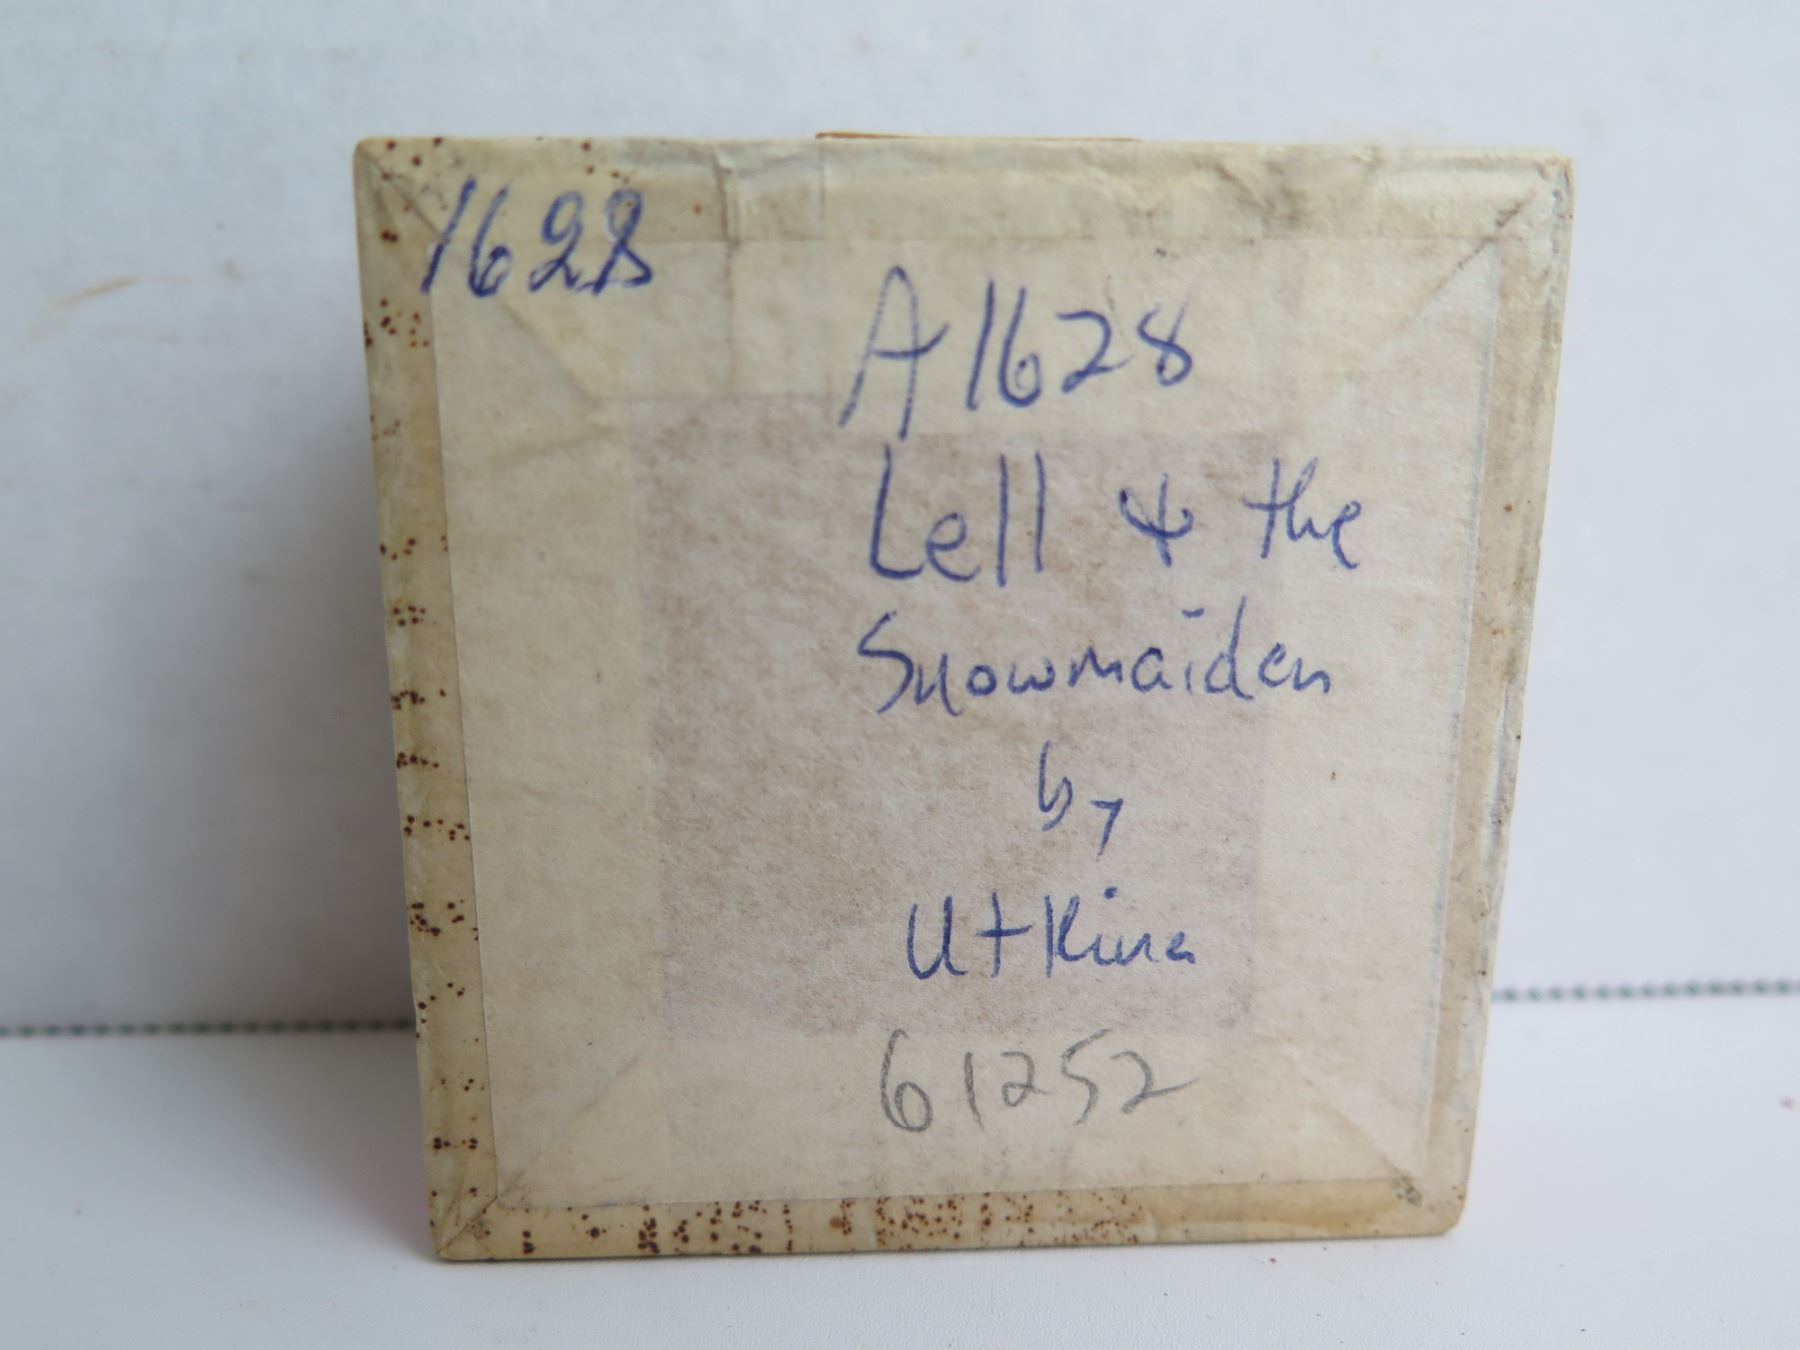 1628
A1628
Lell & the
Snowmaiden
by
Utkina
61252